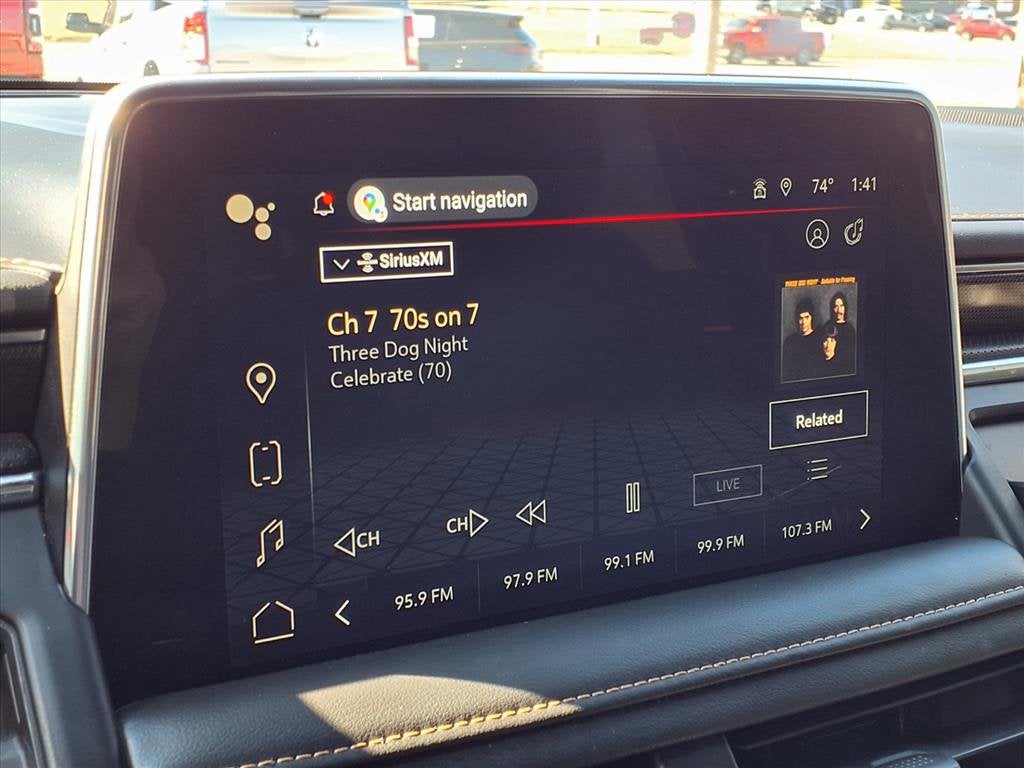 Start navigation
74° 1:41
SiriusXM
Ch 7 70s on 7
Three Dog Night
Celebrate (70)
Related
LIVE
CH
CH
95.9 FM
97.9 FM
99.1 FM
99.9 FM
107.3 FM